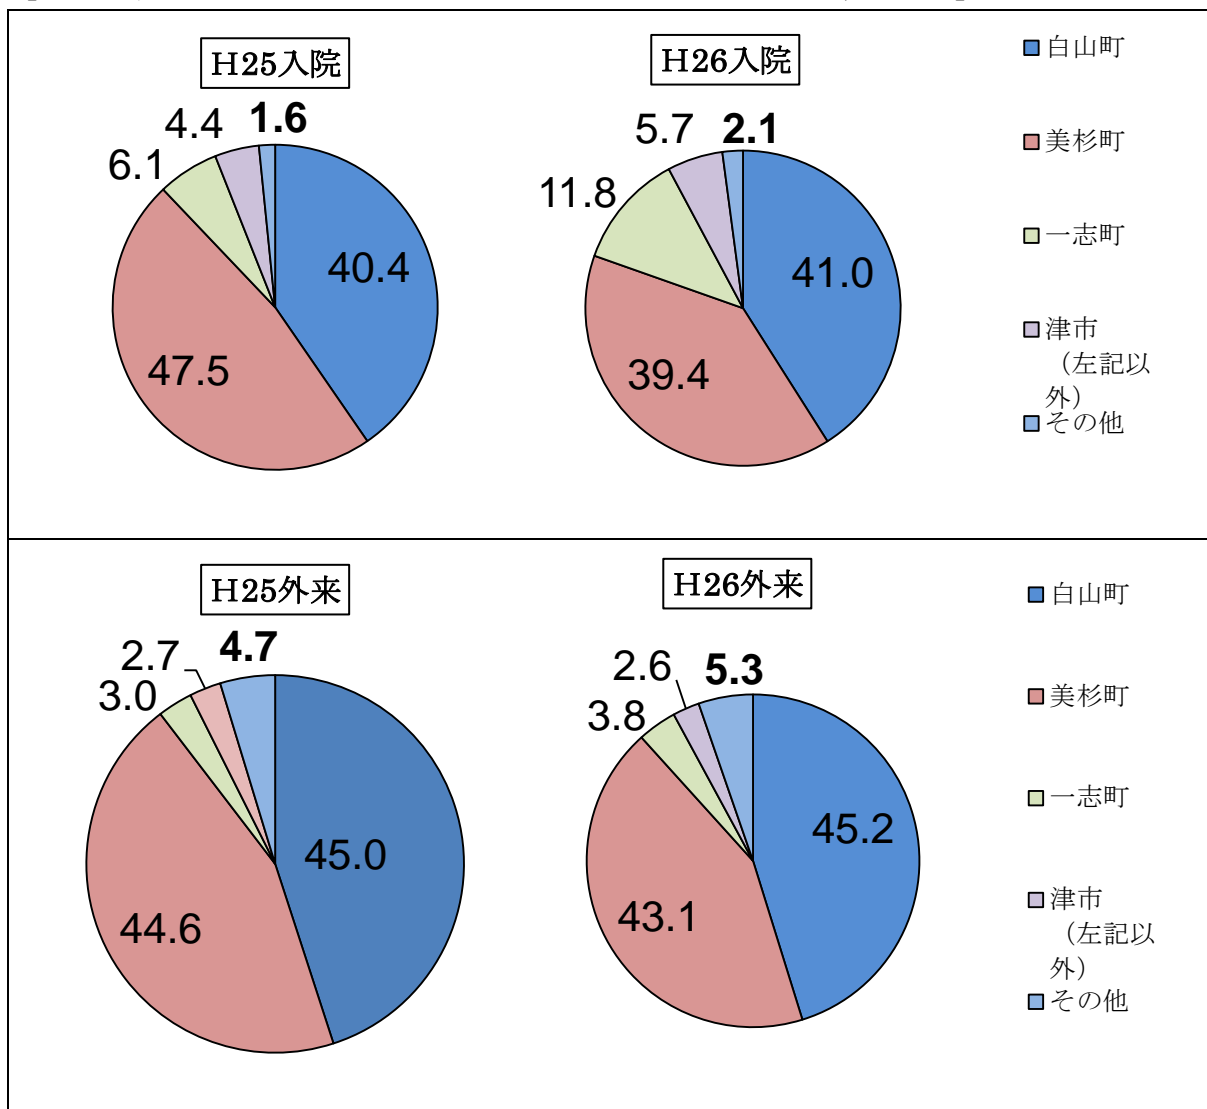 H25入院
H26入院
4.4
1.6
6.1
40.4
47.5
5.7
2.1
11.8
41.0
39.4
白山町
美杉町
一志町
津市
（左記以
外）
その他
H25外来
H26外来
2.7
4.7
3.0
45.0
44.6
2.6
5.3
3.8
45.2
43.1
白山町
美杉町
一志町
津市
（左記以
外）
その他